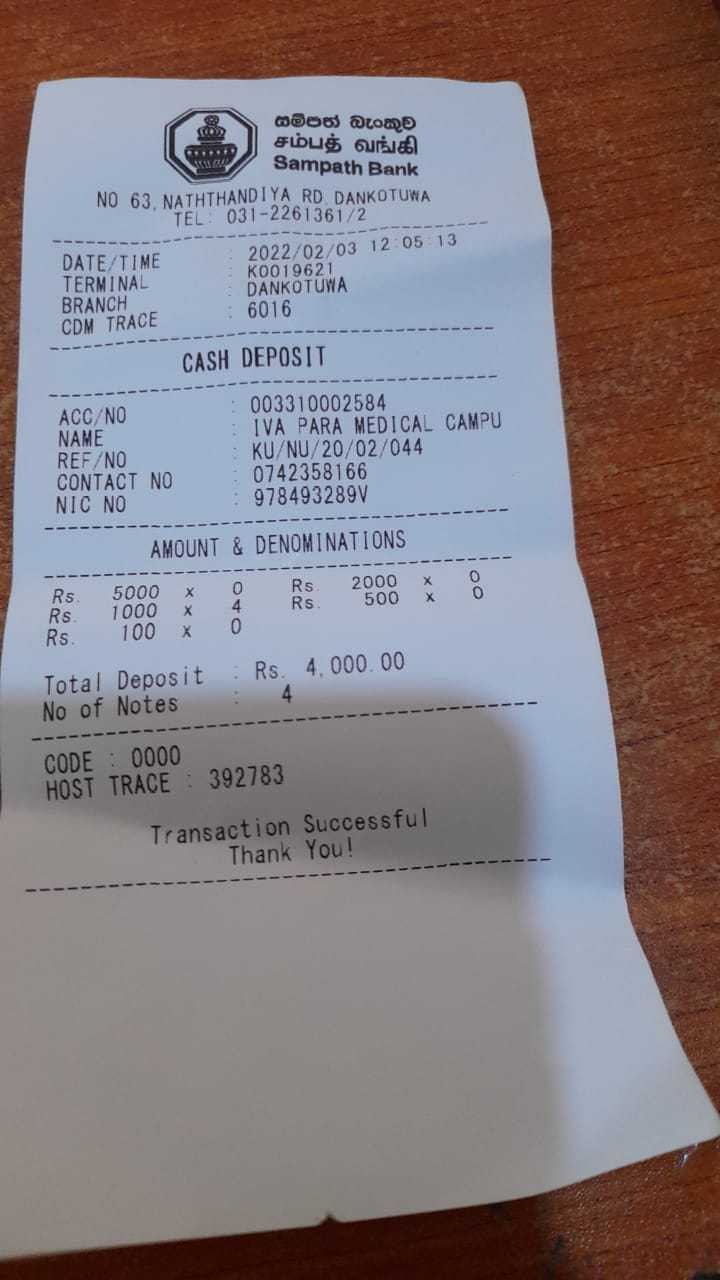 සම්පත් බැංකුව
சம்பத் வங்கி
Sampath Bank
NO 63, NATHTHANDIYA RD, DANKOTUWA
TEL: 031-2261361/2
DATE/TIME : 2022/02/03 12:05:13
TERMINAL : K0019621
BRANCH : DANKOTUWA
CDM TRACE : 6016
CASH DEPOSIT
ACC/NO : 003310002584
NAME : IVA PARA MEDICAL CAMPU
REF/NO : KU/NU/20/02/044
CONTACT NO : 0742358166
NIC NO : 978493289V
AMOUNT & DENOMINATIONS
Rs. 5000 x 0 Rs. 2000 x 0
Rs. 1000 x 4 Rs. 500 x 0
Rs. 100 x 0
Total Deposit : Rs. 4,000.00
No of Notes : 4
CODE : 0000
HOST TRACE : 392783
Transaction Successful
Thank You!